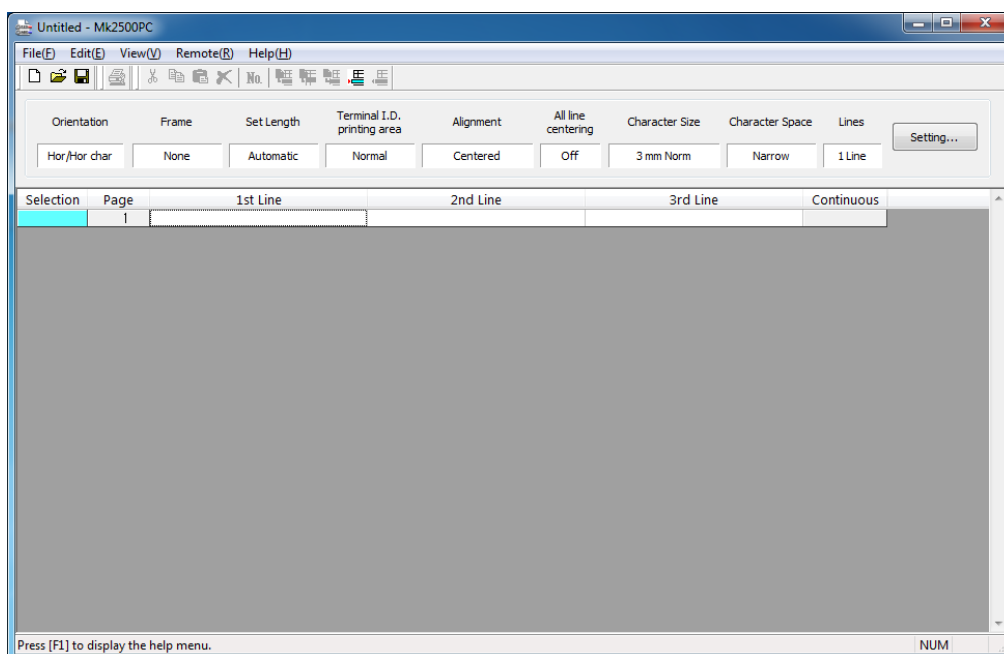 Untitled - Mk2500PC
File(F) Edit(E) View(V) Remote(R) Help(H)
No.
Orientation Frame Set Length Terminal I.D. printing area Alignment All line centering Character Size Character Space Lines
Hor/Hor char None Automatic Normal Centered Off 3 mm Norm Narrow 1 Line Setting...
Selection Page 1st Line 2nd Line 3rd Line Continuous
1
Press [F1] to display the help menu. NUM